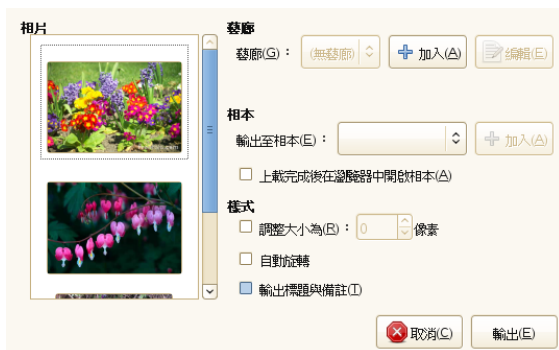 相片
藝廊
藝廊(G)： (無藝廊) 加入(A) 編輯(E)
相本
輸出至相本(E)： 加入(A)
上載完成後在瀏覽器中開啟相本(A)
樣式
調整大小為(R)： 0 像素
自動旋轉
輸出標題與備註(T)
取消(C) 輸出(E)